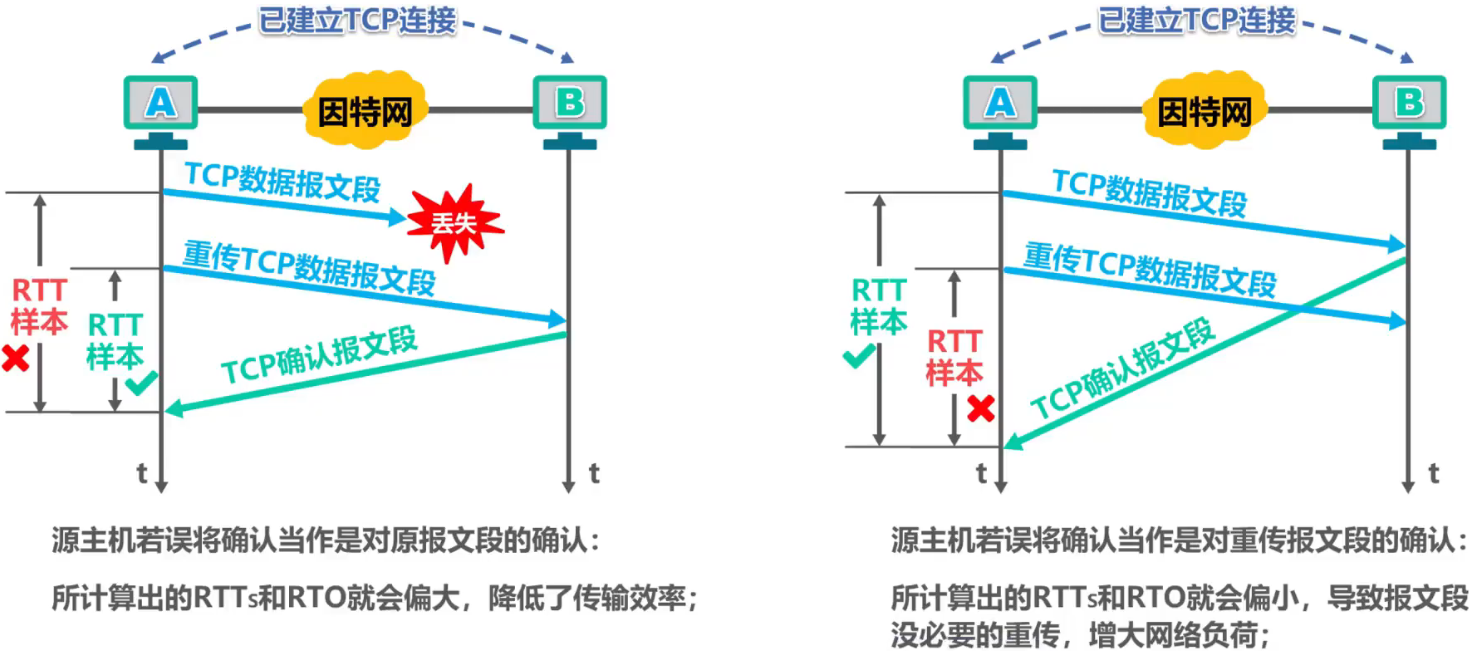 已建立TCP连接
A
因特网
B
TCP数据报文段
丢失
重传TCP数据报文段
RTT
样本
RTT
样本
TCP确认报文段
t
t
源主机若误将确认当作是对原报文段的确认：
所计算出的RTTs和RTO就会偏大，降低了传输效率；
已建立TCP连接
A
因特网
B
TCP数据报文段
重传TCP数据报文段
RTT
样本
RTT
样本
TCP确认报文段
t
t
源主机若误将确认当作是对重传报文段的确认：
所计算出的RTTs和RTO就会偏小，导致报文段
没必要的重传，增大网络负荷；